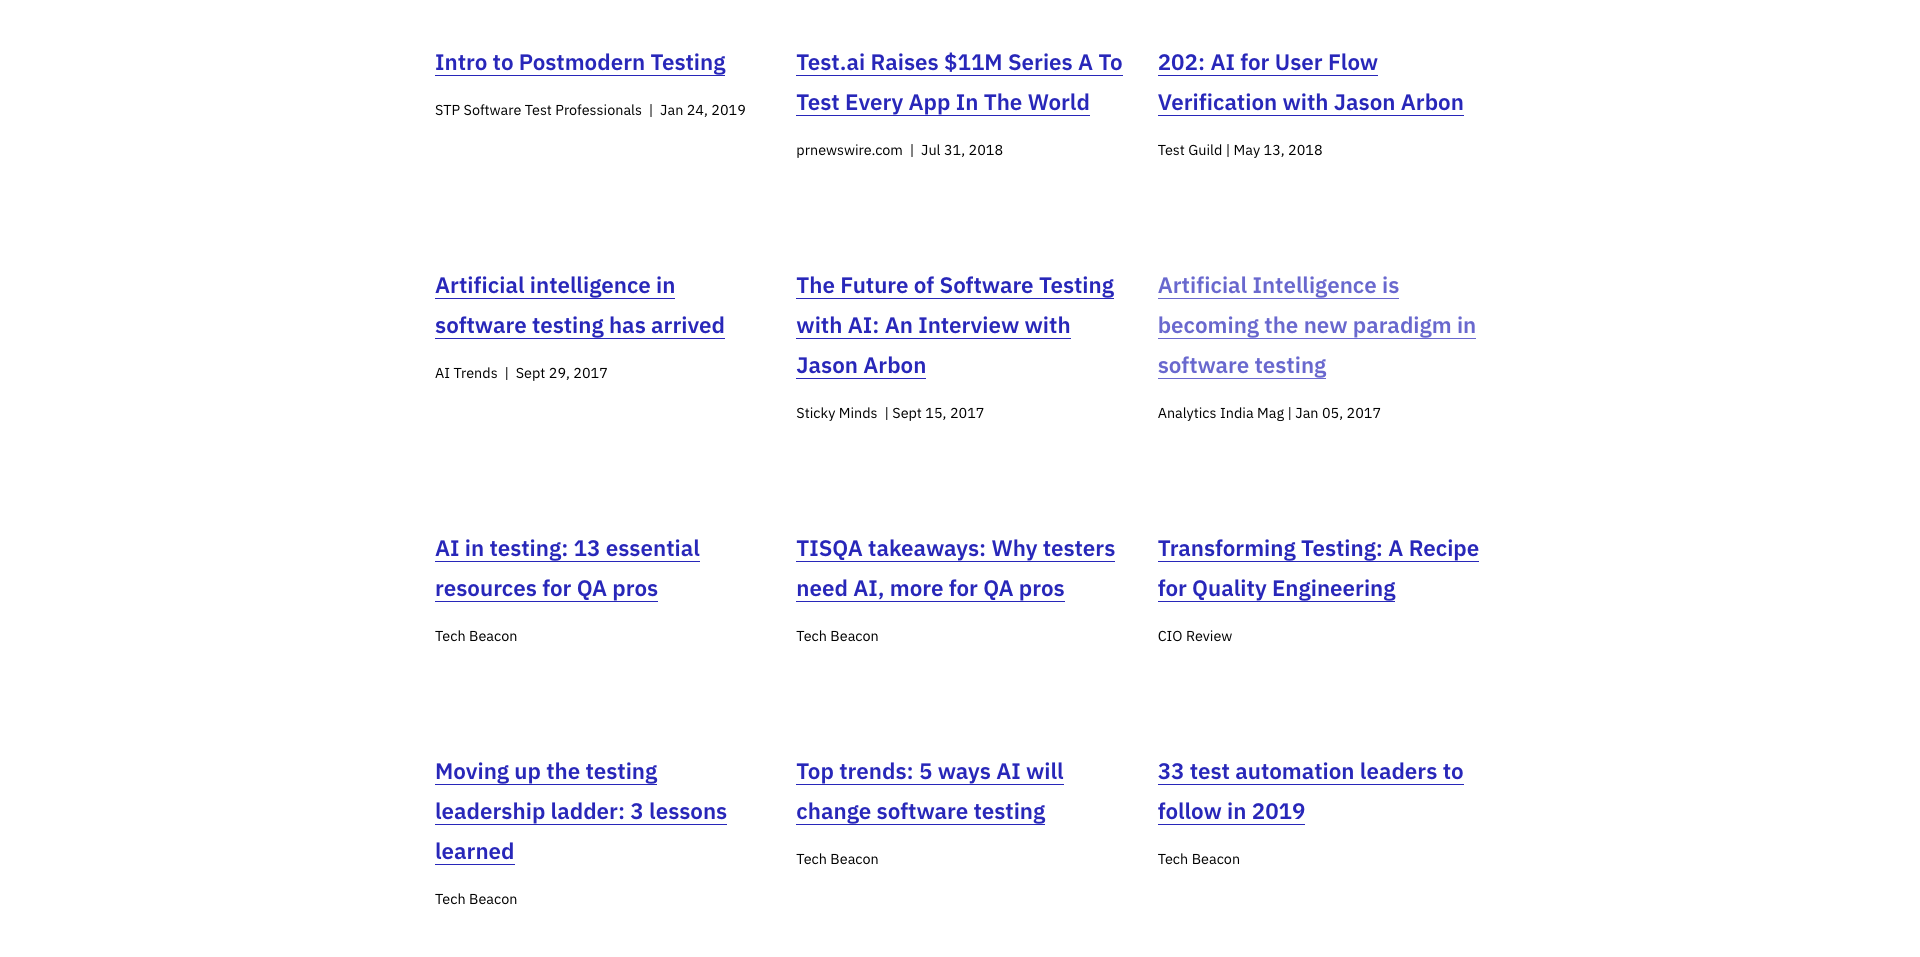 Intro to Postmodern Testing
STP Software Test Professionals | Jan 24, 2019
Test.ai Raises $11M Series A To
Test Every App In The World
prnewswire.com | Jul 31, 2018
202: AI for User Flow
Verification with Jason Arbon
Test Guild | May 13, 2018
Artificial intelligence in
software testing has arrived
AI Trends | Sept 29, 2017
The Future of Software Testing
with AI: An Interview with
Jason Arbon
Sticky Minds | Sept 15, 2017
Artificial Intelligence is
becoming the new paradigm in
software testing
Analytics India Mag | Jan 05, 2017
AI in testing: 13 essential
resources for QA pros
Tech Beacon
TISQA takeaways: Why testers
need AI, more for QA pros
Tech Beacon
Transforming Testing: A Recipe
for Quality Engineering
CIO Review
Moving up the testing
leadership ladder: 3 lessons
learned
Tech Beacon
Top trends: 5 ways AI will
change software testing
Tech Beacon
33 test automation leaders to
follow in 2019
Tech Beacon